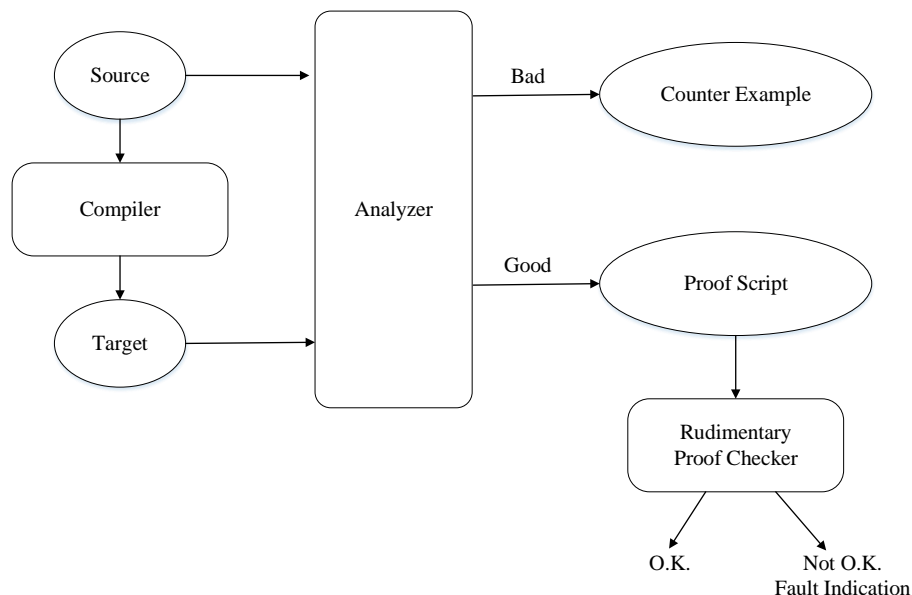 Source
Bad
Counter Example
Compiler
Analyzer
Good
Proof Script
Target
Rudimentary
Proof Checker
O.K.
Not O.K.
Fault Indication